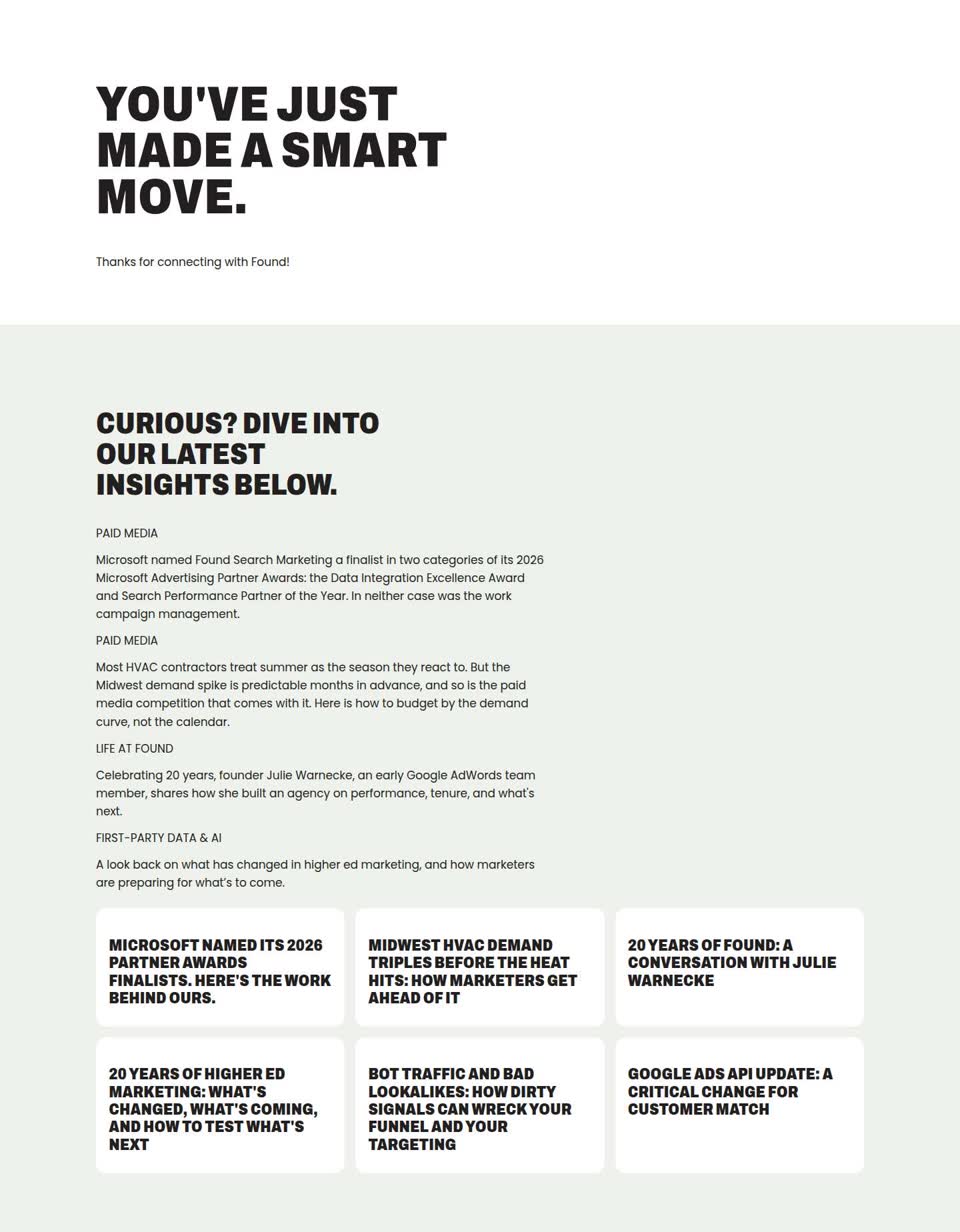 YOU'VE JUST
MADE A SMART
MOVE.
Thanks for connecting with Found!
CURIOUS? DIVE INTO
OUR LATEST
INSIGHTS BELOW.
PAID MEDIA
Microsoft named Found Search Marketing a finalist in two categories of its 2026
Microsoft Advertising Partner Awards: the Data Integration Excellence Award
and Search Performance Partner of the Year. In neither case was the work
campaign management.
PAID MEDIA
Most HVAC contractors treat summer as the season they react to. But the
Midwest demand spike is predictable months in advance, and so is the paid
media competition that comes with it. Here is how to budget by the demand
curve, not the calendar.
LIFE AT FOUND
Celebrating 20 years, founder Julie Warnecke, an early Google AdWords team
member, shares how she built an agency on performance, tenure, and what's
next.
FIRST-PARTY DATA & AI
A look back on what has changed in higher ed marketing, and how marketers
are preparing for what’s to come.
MICROSOFT NAMED ITS 2026
PARTNER AWARDS
FINALISTS. HERE'S THE WORK
BEHIND OURS.
MIDWEST HVAC DEMAND
TRIPLES BEFORE THE HEAT
HITS: HOW MARKETERS GET
AHEAD OF IT
20 YEARS OF FOUND: A
CONVERSATION WITH JULIE
WARNECKE
20 YEARS OF HIGHER ED
MARKETING: WHAT'S
CHANGED, WHAT'S COMING,
AND HOW TO TEST WHAT'S
NEXT
BOT TRAFFIC AND BAD
LOOKALIKES: HOW DIRTY
SIGNALS CAN WRECK YOUR
FUNNEL AND YOUR
TARGETING
GOOGLE ADS API UPDATE: A
CRITICAL CHANGE FOR
CUSTOMER MATCH